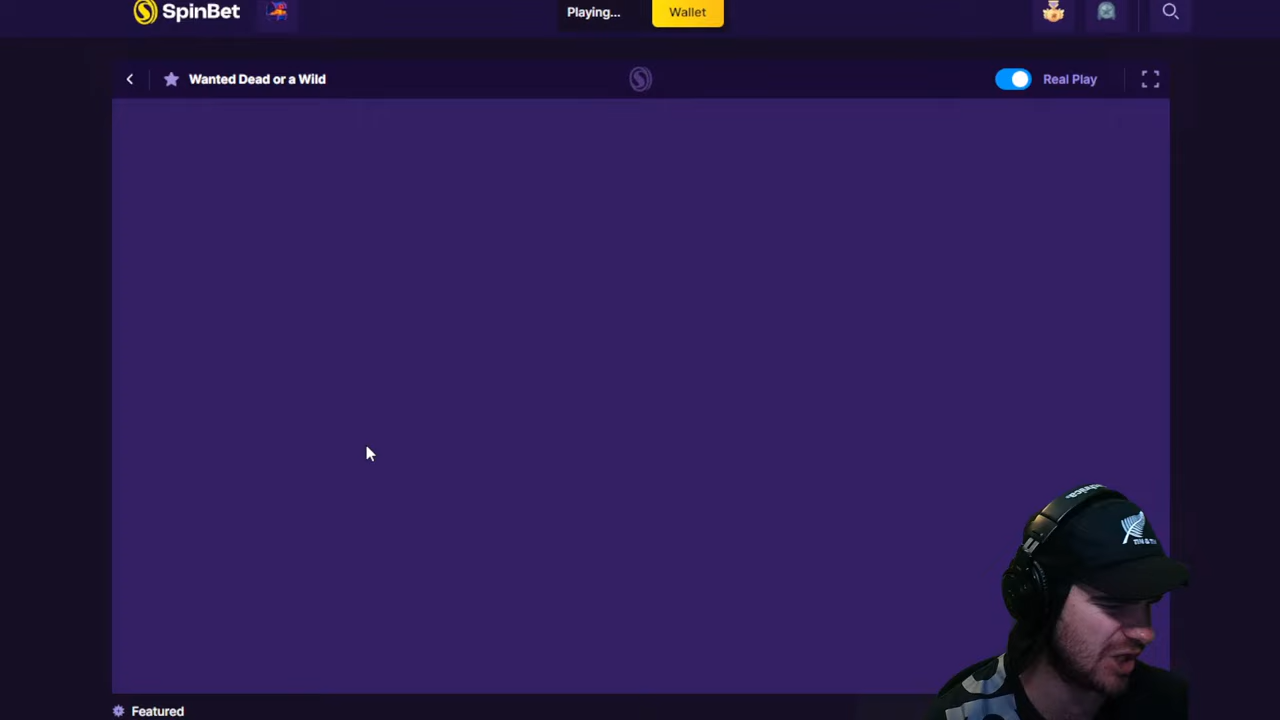 SpinBet
Playing...
Wallet
Wanted Dead or a Wild
Real Play
Featured